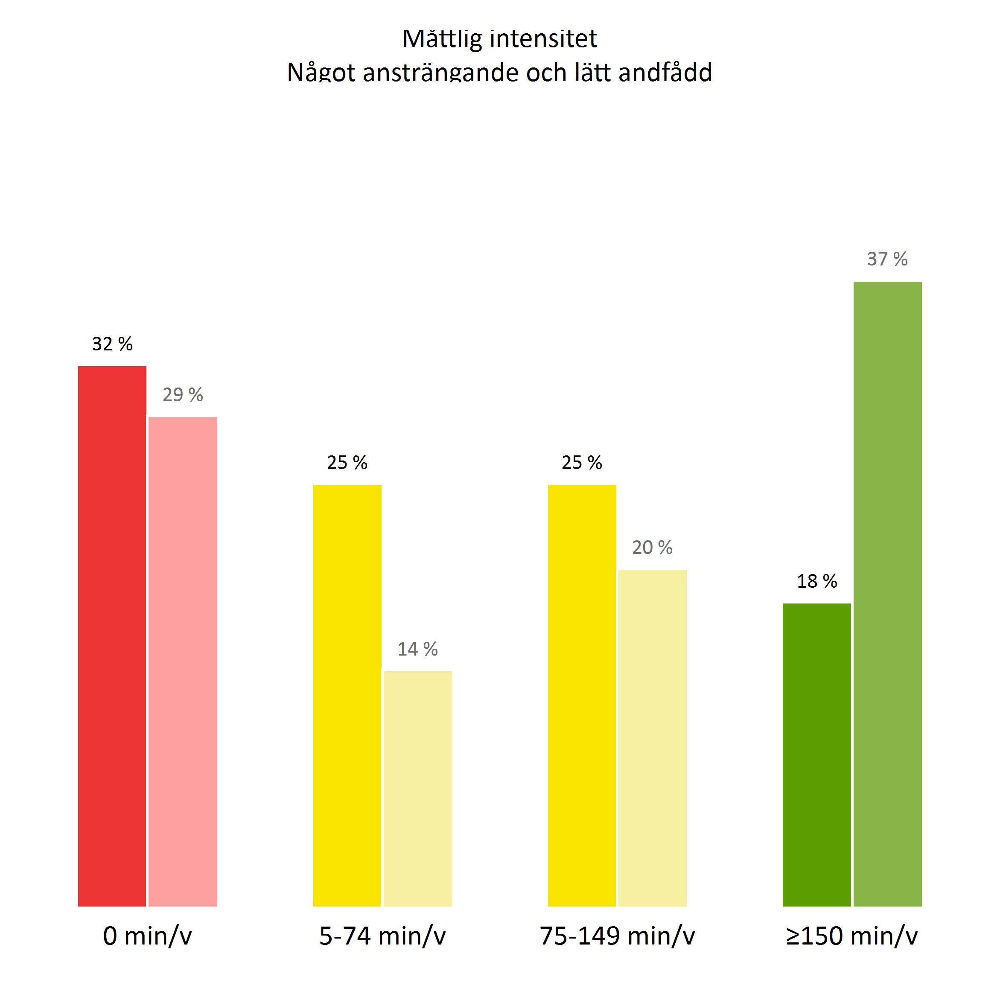 Måttlig intensitet
Något ansträngande och lätt andfådd
37 %
32 %
29 %
25 %
25 %
20 %
18 %
14 %
0 min/v
5-74 min/v
75-149 min/v
≥150 min/v